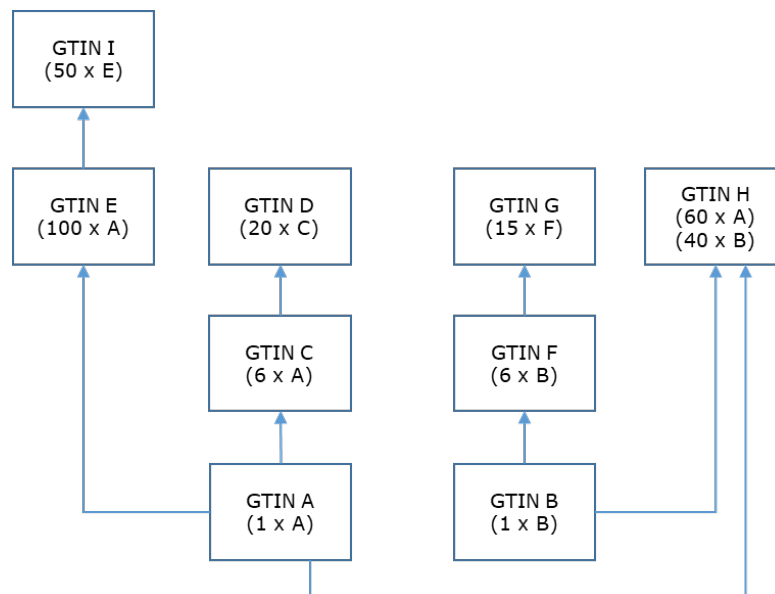 GTIN I
(50 x E)
GTIN E
(100 x A)
GTIN D
(20 x C)
GTIN G
(15 x F)
GTIN H
(60 x A)
(40 x B)
GTIN C
(6 x A)
GTIN F
(6 x B)
GTIN A
(1 x A)
GTIN B
(1 x B)